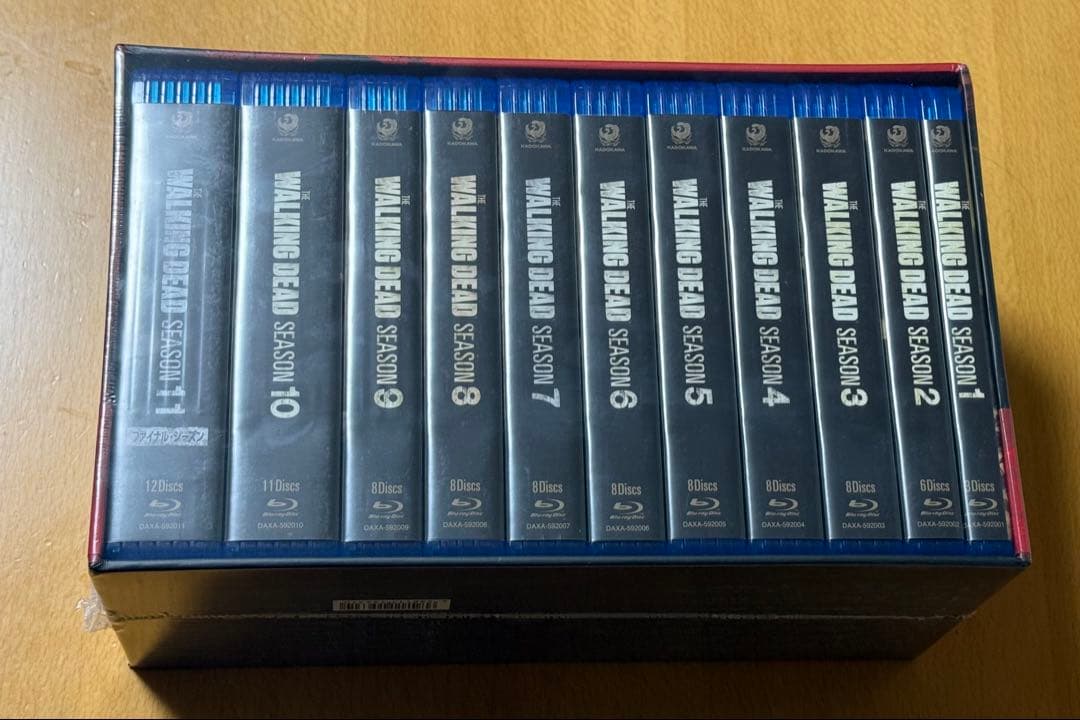 KADOKAWA
THE
WALKING DEAD SEASON 11
ファイナル・シーズン
12Discs
Blu-ray Disc
DAXA-592011
KADOKAWA
THE
WALKING DEAD SEASON 10
11Discs
Blu-ray Disc
DAXA-592010
KADOKAWA
THE
WALKING DEAD SEASON 9
8Discs
Blu-ray Disc
DAXA-592009
KADOKAWA
THE
WALKING DEAD SEASON 8
8Discs
Blu-ray Disc
DAXA-592008
KADOKAWA
THE
WALKING DEAD SEASON 7
8Discs
Blu-ray Disc
DAXA-592007
KADOKAWA
THE
WALKING DEAD SEASON 6
8Discs
Blu-ray Disc
DAXA-592006
KADOKAWA
THE
WALKING DEAD SEASON 5
8Discs
Blu-ray Disc
DAXA-592005
KADOKAWA
THE
WALKING DEAD SEASON 4
8Discs
Blu-ray Disc
DAXA-592004
KADOKAWA
THE
WALKING DEAD SEASON 3
8Discs
Blu-ray Disc
DAXA-592003
KADOKAWA
THE
WALKING DEAD SEASON 2
6Discs
Blu-ray Disc
DAXA-592002
KADOKAWA
THE
WALKING DEAD SEASON 1
3Discs
Blu-ray Disc
DAXA-592001